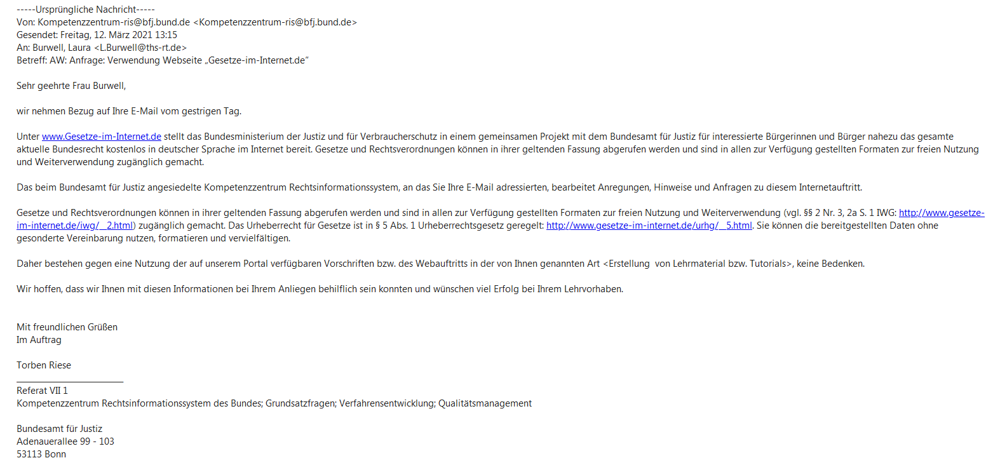 -----Ursprüngliche Nachricht-----
Von: Kompetenzzentrum-ris@bfj.bund.de <Kompetenzzentrum-ris@bfj.bund.de>
Gesendet: Freitag, 12. März 2021 13:15
An: Burwell, Laura <L.Burwell@ths-rt.de>
Betreff: AW: Anfrage: Verwendung Webseite „Gesetze-im-Internet.de“
Sehr geehrte Frau Burwell,
wir nehmen Bezug auf Ihre E-Mail vom gestrigen Tag.
Unter www.Gesetze-im-Internet.de stellt das Bundesministerium der Justiz und für Verbraucherschutz in einem gemeinsamen Projekt mit dem Bundesamt für Justiz für interessierte Bürgerinnen und Bürger nahezu das gesamte
aktuelle Bundesrecht kostenlos in deutscher Sprache im Internet bereit. Gesetze und Rechtsverordnungen können in ihrer geltenden Fassung abgerufen werden und sind in allen zur Verfügung gestellten Formaten zur freien Nutzung
und Weiterverwendung zugänglich gemacht.
Das beim Bundesamt für Justiz angesiedelte Kompetenzzentrum Rechtsinformationssystem, an das Sie Ihre E-Mail adressierten, bearbeitet Anregungen, Hinweise und Anfragen zu diesem Internetauftritt.
Gesetze und Rechtsverordnungen können in ihrer geltenden Fassung abgerufen werden und sind in allen zur Verfügung gestellten Formaten zur freien Nutzung und Weiterverwendung (vgl. §§ 2 Nr. 3, 2a S. 1 IWG: http://www.gesetze-
im-internet.de/iwg/__2.html) zugänglich gemacht. Das Urheberrecht für Gesetze ist in § 5 Abs. 1 Urheberrechtsgesetz geregelt: http://www.gesetze-im-internet.de/urhg/__5.html. Sie können die bereitgestellten Daten ohne
gesonderte Vereinbarung nutzen, formatieren und vervielfältigen.
Daher bestehen gegen eine Nutzung der auf unserem Portal verfügbaren Vorschriften bzw. des Webauftritts in der von Ihnen genannten Art <Erstellung  von Lehrmaterial bzw. Tutorials>, keine Bedenken.
Wir hoffen, dass wir Ihnen mit diesen Informationen bei Ihrem Anliegen behilflich sein konnten und wünschen viel Erfolg bei Ihrem Lehrvorhaben.
Mit freundlichen Grüßen
Im Auftrag
Torben Riese
________________________
Referat VII 1
Kompetenzzentrum Rechtsinformationssystem des Bundes; Grundsatzfragen; Verfahrensentwicklung; Qualitätsmanagement
Bundesamt für Justiz
Adenauerallee 99 - 103
53113 Bonn